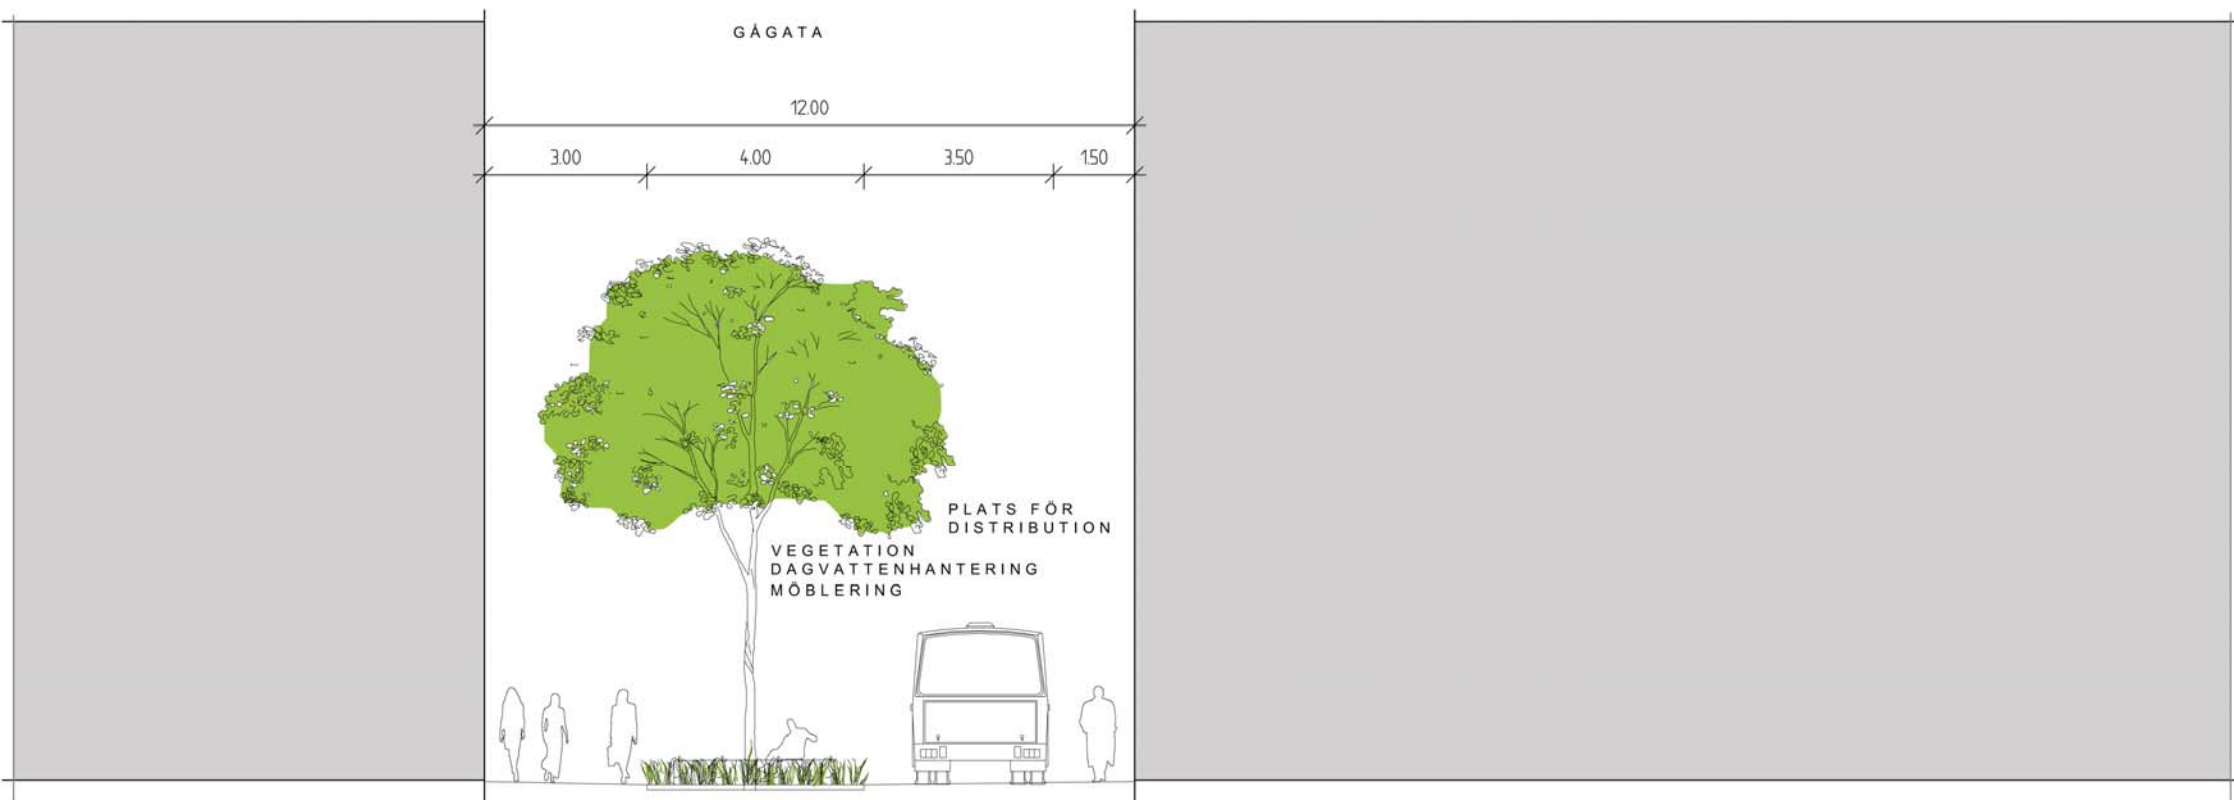 GÅGATA
12.00
3.00 4.00 3.50 1.50
PLATS FÖR
DISTRIBUTION
VEGETATION
DAGVATTENHANTERING
MÖBLERING